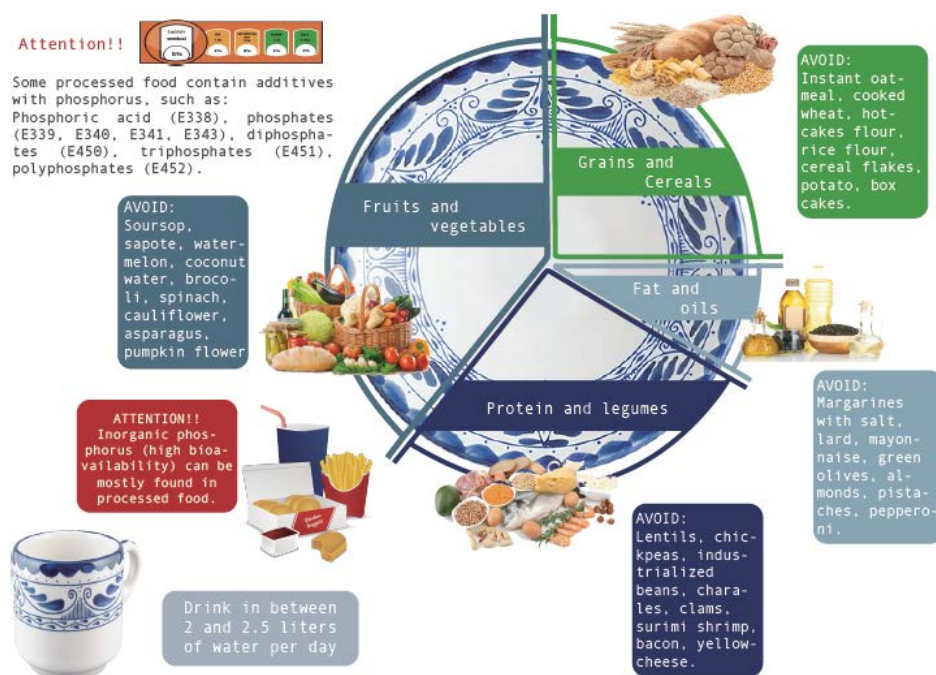 Attention!!
Some processed food contain additives
with phosphorus, such as:
Phosphoric acid (E338), phosphates
(E339, E340, E341, E343), diphospha-
tes (E450), triphosphates (E451),
polyphosphates (E452).
Grains and
Cereals
AVOID:
Instant oat-
meal, cooked
wheat, hot-
cakes flour,
rice flour,
cereal flakes,
potato, box
cakes.
Fruits and
vegetables
AVOID:
Soursop,
sapote, water-
melon, coconut
water, broco-
li, spinach,
cauliflower,
asparagus,
pumpkin flower
Fat and
oils
AVOID:
Margarines
with salt,
lard, mayon-
naise, green
olives, al-
monds, pista-
ches, peppero-
ni.
Protein and legumes
AVOID:
Lentils, chic-
kpeas, indus-
trialized
beans, chara-
les, clams,
surimi shrimp,
bacon, yellow-
cheese.
ATTENTION!!
Inorganic phos-
phorus (high bioa-
vailability) can be
mostly found in
processed food.
Drink in between
2 and 2.5 liters
of water per day